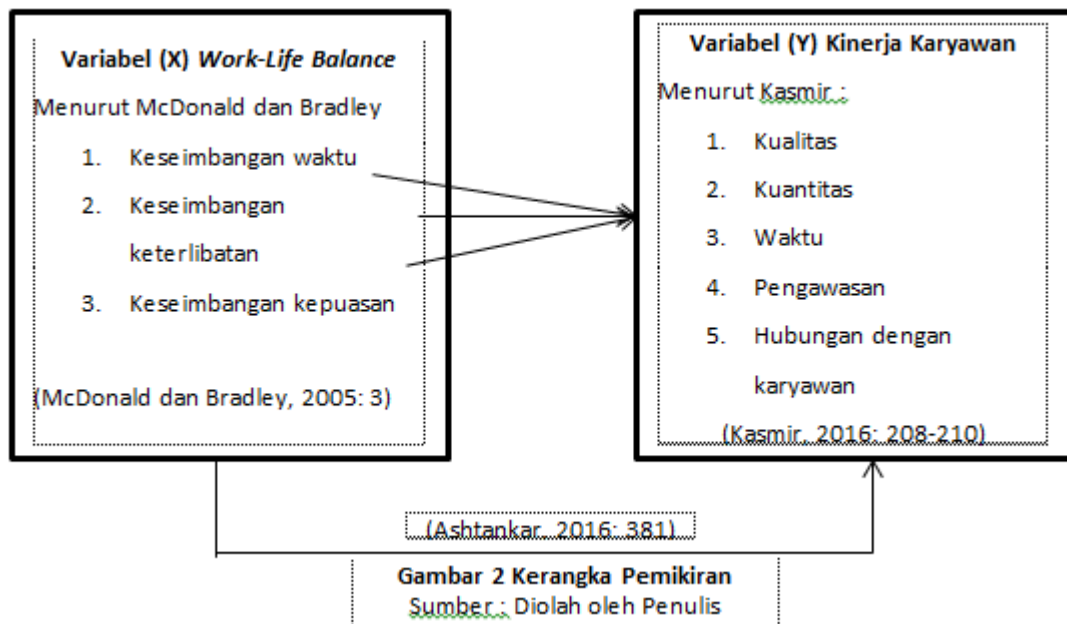 Variabel (X) Work-Life Balance
Menurut McDonald dan Bradley
1. Keseimbangan waktu
2. Keseimbangan
keterlibatan
3. Keseimbangan kepuasan
(McDonald dan Bradley, 2005: 3)
Variabel (Y) Kinerja Karyawan
Menurut Kasmir :
1. Kualitas
2. Kuantitas
3. Waktu
4. Pengawasan
5. Hubungan dengan
karyawan
(Kasmir, 2016: 208-210)
(Ashtankar, 2016: 381)
Gambar 2 Kerangka Pemikiran
Sumber : Diolah oleh Penulis